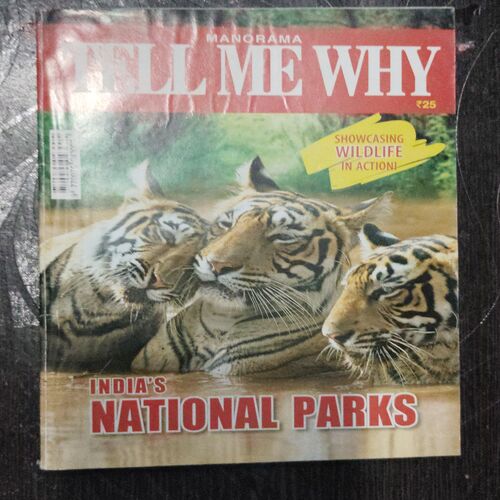 MANORAMA
TELL ME WHY
₹25
SHOWCASING
WILDLIFE
IN ACTION!
INDIA'S
NATIONAL PARKS